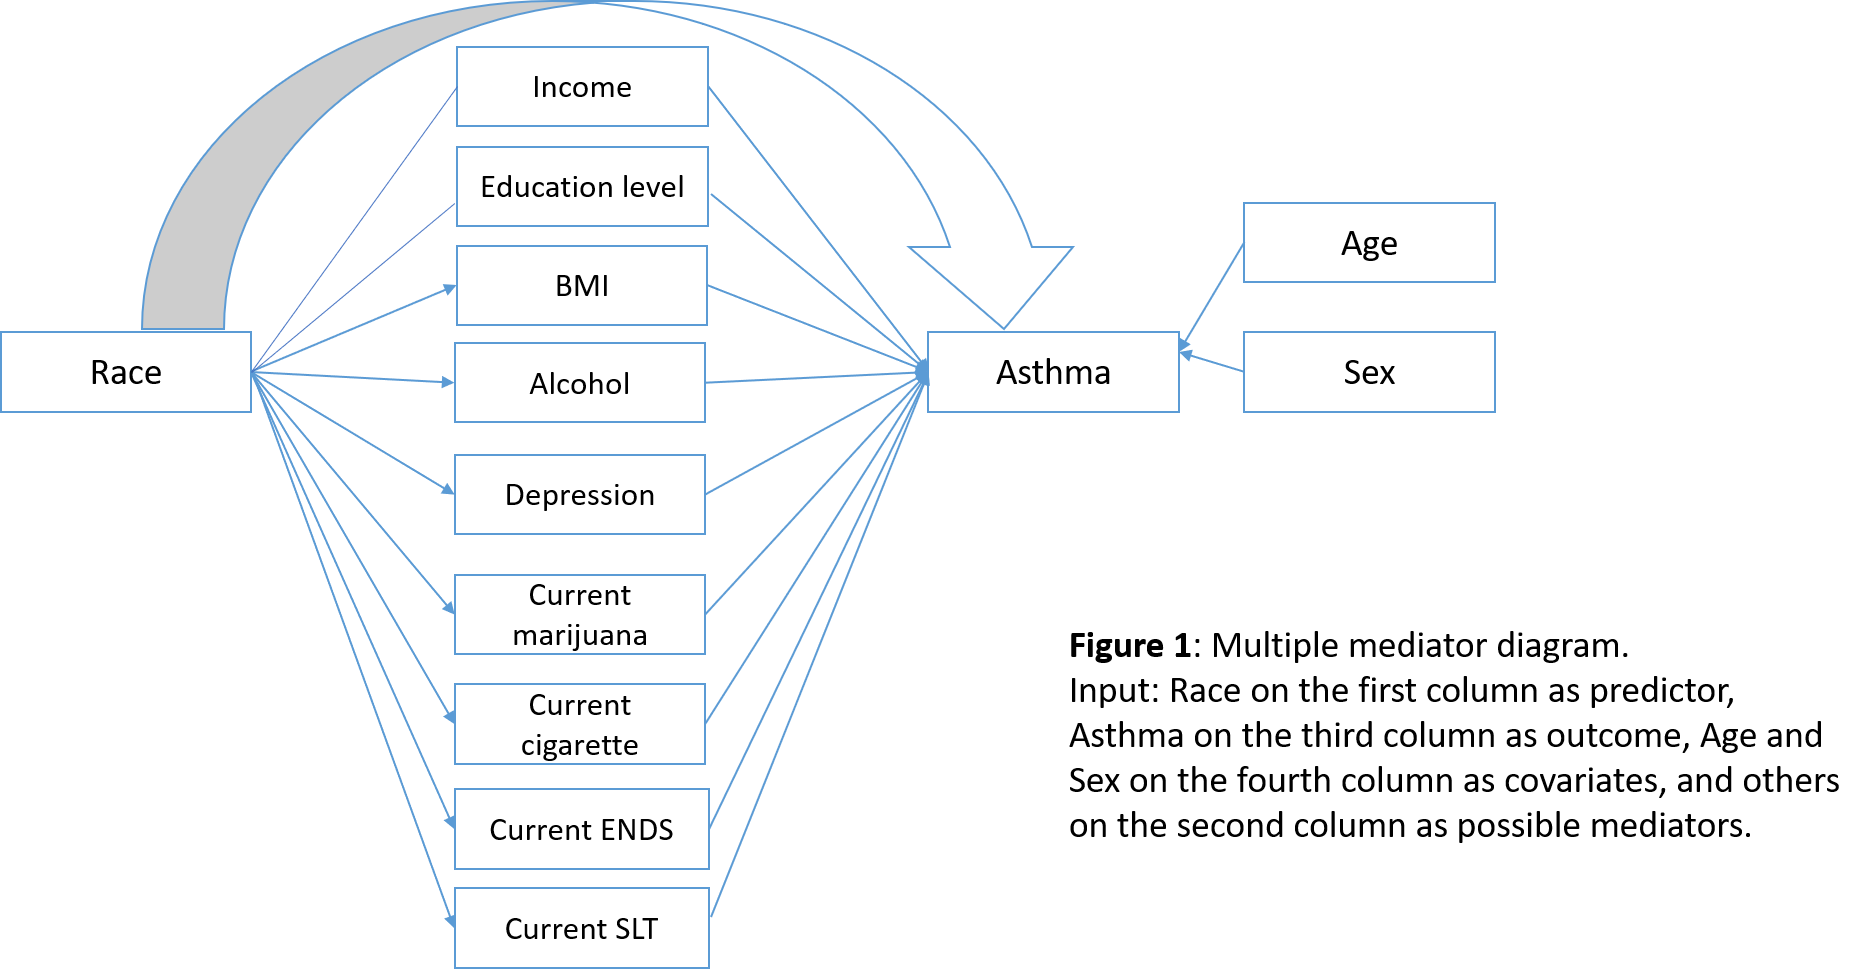 Race
Income
Education level
BMI
Alcohol
Depression
Current
marijuana
Current
cigarette
Current ENDS
Current SLT
Asthma
Age
Sex
Figure 1: Multiple mediator diagram.
Input: Race on the first column as predictor,
Asthma on the third column as outcome, Age and
Sex on the fourth column as covariates, and others
on the second column as possible mediators.